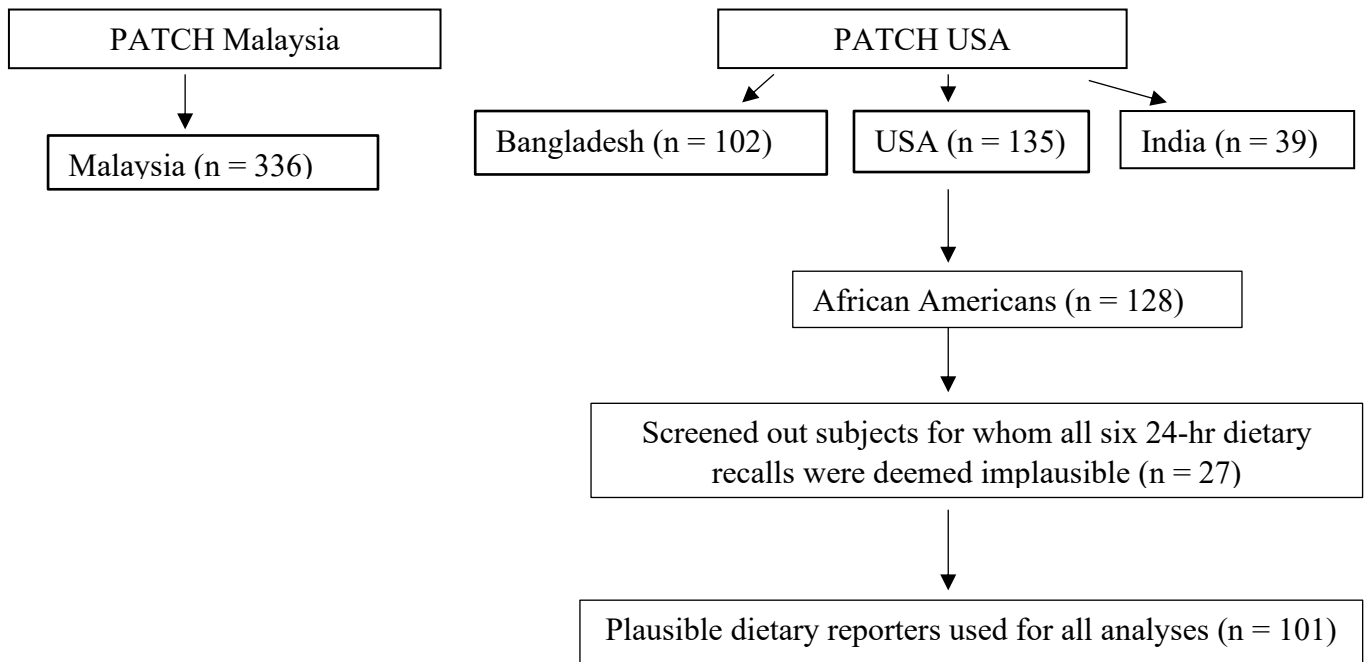 PATCH Malaysia
PATCH USA
Malaysia (n = 336)
Bangladesh (n = 102)
USA (n = 135)
India (n = 39)
African Americans (n = 128)
Screened out subjects for whom all six 24-hr dietary
recalls were deemed implausible (n = 27)
Plausible dietary reporters used for all analyses (n = 101)